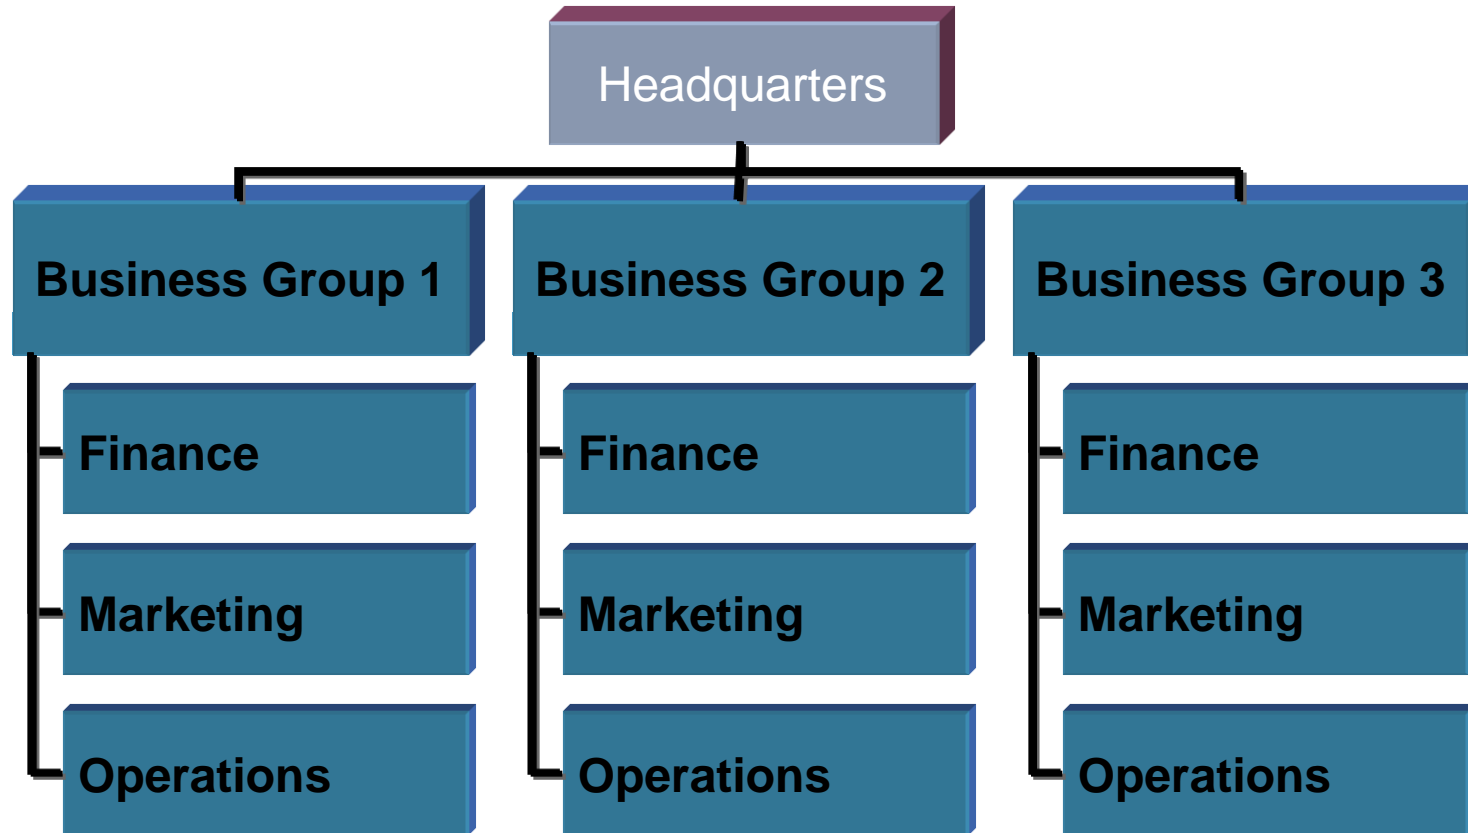 Headquarters
Business Group 1
Business Group 2
Business Group 3
Finance
Finance
Finance
Marketing
Marketing
Marketing
Operations
Operations
Operations